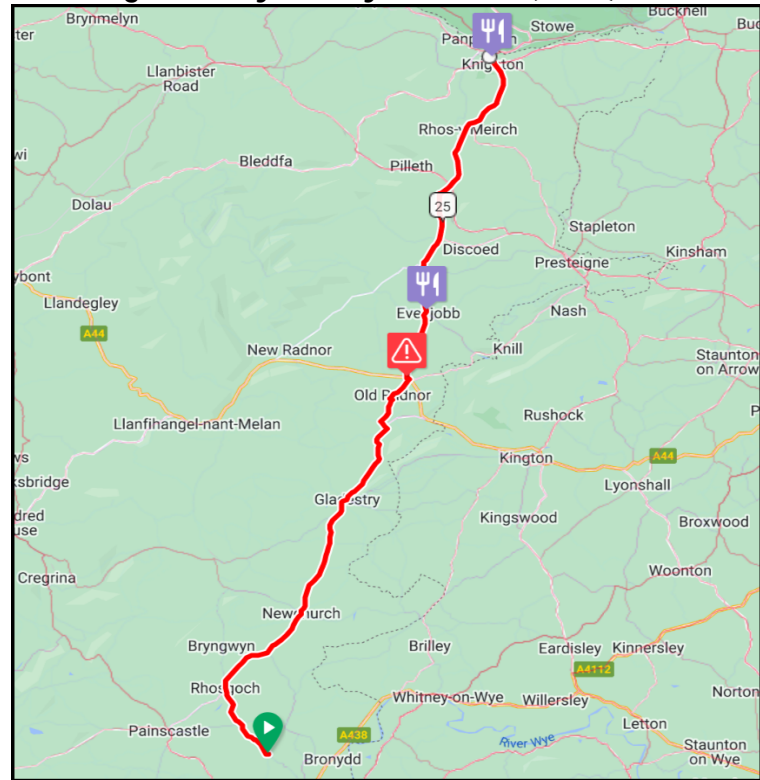 Brynmelyn
Bucknell
Stowe
Knighton
Llanbister
Road
Rhos-y-Meirch
Bleddfa
Pilleth
Dolau
25
Stapleton
Discoed
Kinsham
Presteigne
Llandegley
Evenjobb
Nash
A44
New Radnor
Knill
Staunton
on Arrow
Old Radnor
Llanfihangel-nant-Melan
Rushock
Kington
A44
Lyonshall
Gladestry
Kingswood
Broxwood
Cregrina
Woonton
Newchurch
Bryngwyn
Brilley
Eardisley
Kinnersley
A4112
Rhosgoch
Whitney-on-Wye
Willersley
Norton
Painscastle
A438
Letton
River Wye
Bronydd
Staunton
on Wye